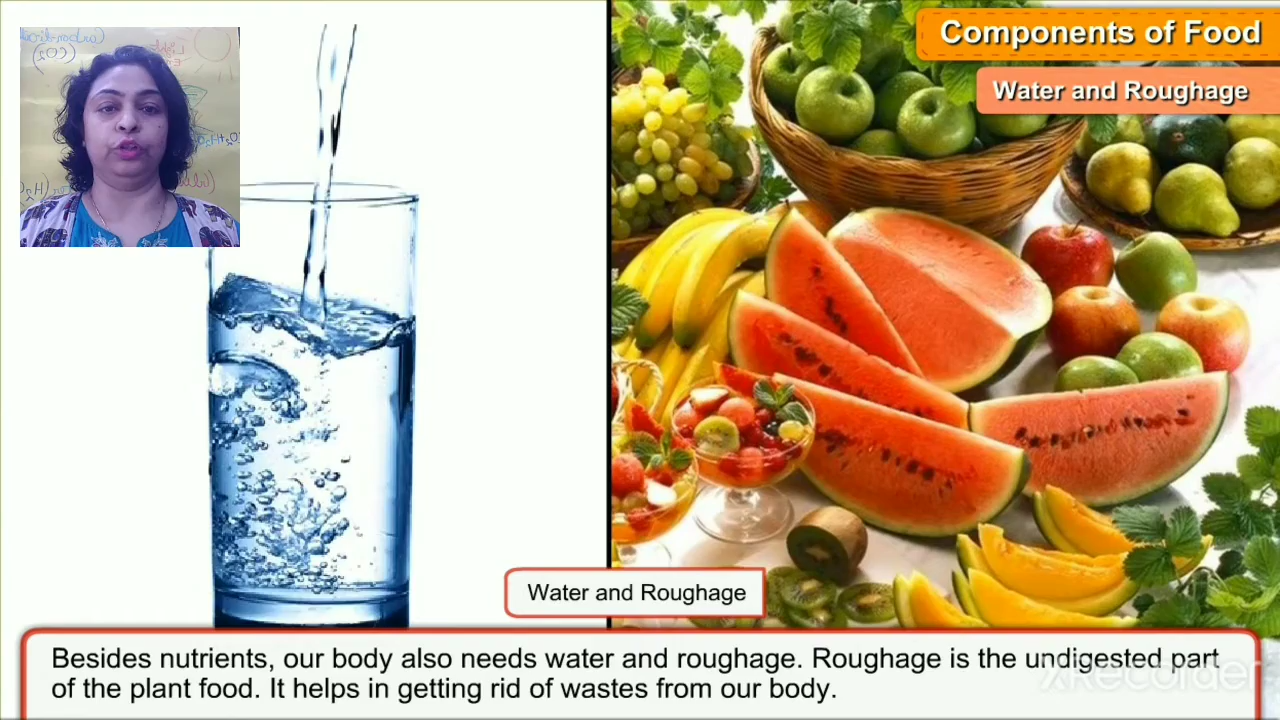 Components of Food
Water and Roughage
Water and Roughage
Besides nutrients, our body also needs water and roughage. Roughage is the undigested part
of the plant food. It helps in getting rid of wastes from our body.
XRecorder